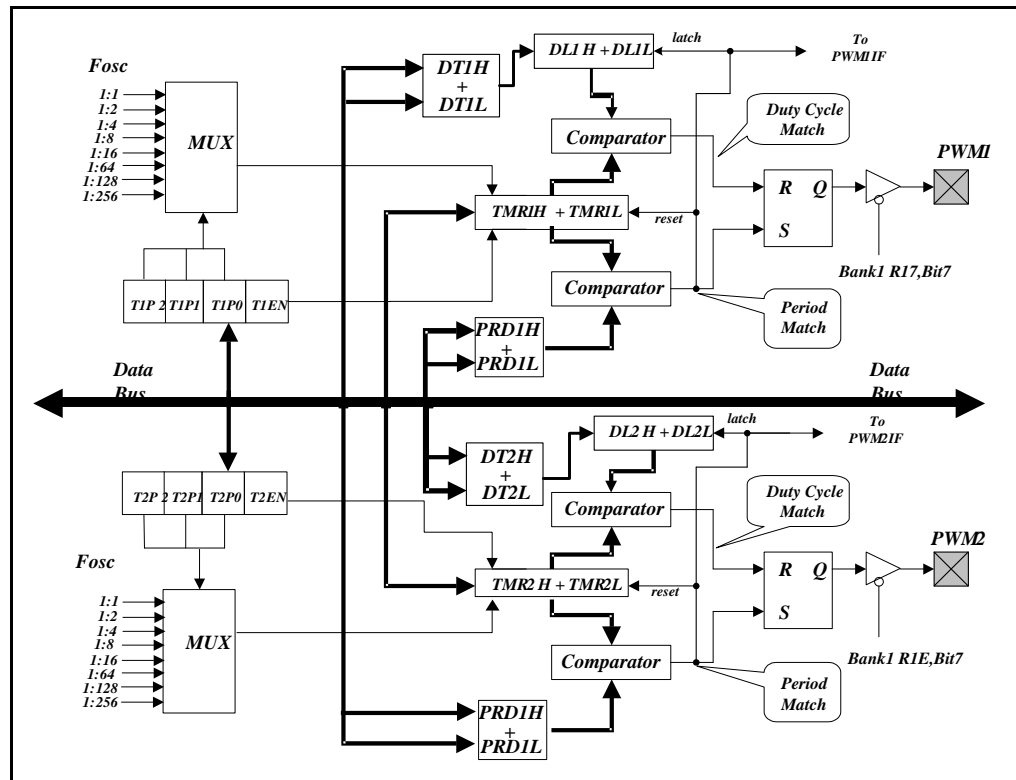 Fosc
1:1
1:2
1:4
1:8
1:16
1:64
1:128
1:256
MUX
T1P 2
T1P1
T1P0
T1EN
DT1H
+
DT1L
DL1 H + DL1L
latch
To
PWM1IF
Comparator
Duty Cycle
Match
TMR1H + TMR1L
reset
R Q
S
PWM1
Bank1 R17,Bit7
Comparator
Period
Match
PRD1H
+
PRD1L
Data
Bus
Data
Bus
DL2 H + DL2L
latch
To
PWM2IF
DT2H
+
DT2L
T2P 2
T2P1
T2P0
T2EN
Comparator
Duty Cycle
Match
Fosc
1:1
1:2
1:4
1:8
1:16
1:64
1:128
1:256
MUX
TMR2 H + TMR2L
reset
R Q
S
PWM2
Bank1 R1E,Bit7
Comparator
Period
Match
PRD1H
+
PRD1L